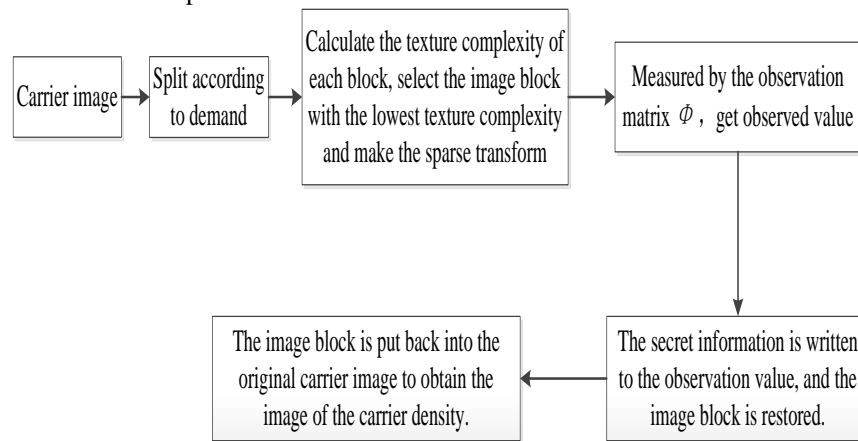 Carrier image
Split according
to demand
Calculate the texture complexity of
each block, select the image block
with the lowest texture complexity
and make the sparse transform
Measured by the observation
matrix Φ, get observed value
The secret information is written
to the observation value, and the
image block is restored.
The image block is put back into the
original carrier image to obtain the
image of the carrier density.